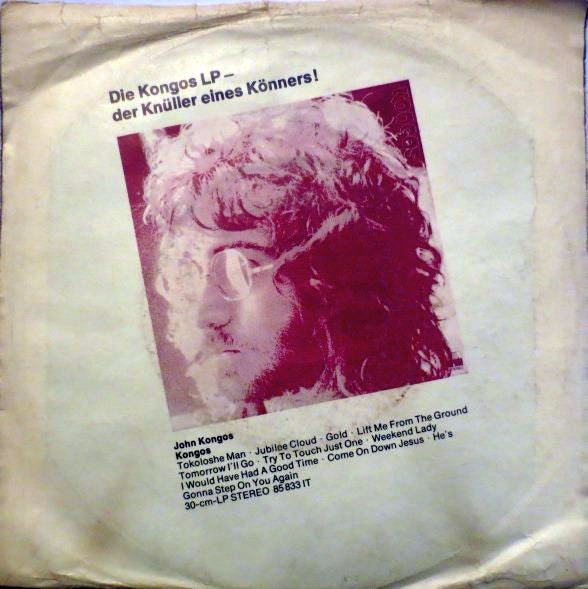 Die Kongos LP –
der Knüller eines Könners!
KONGOS
John Kongos
Kongos
Tokoloshe Man · Jubilee Cloud · Gold · Lift Me From The Ground
Tomorrow I'll Go · Try To Touch Just One · Weekend Lady
I Would Have Had A Good Time · Come On Down Jesus · He's
Gonna Step On You Again
30-cm-LP STEREO 85 833 IT